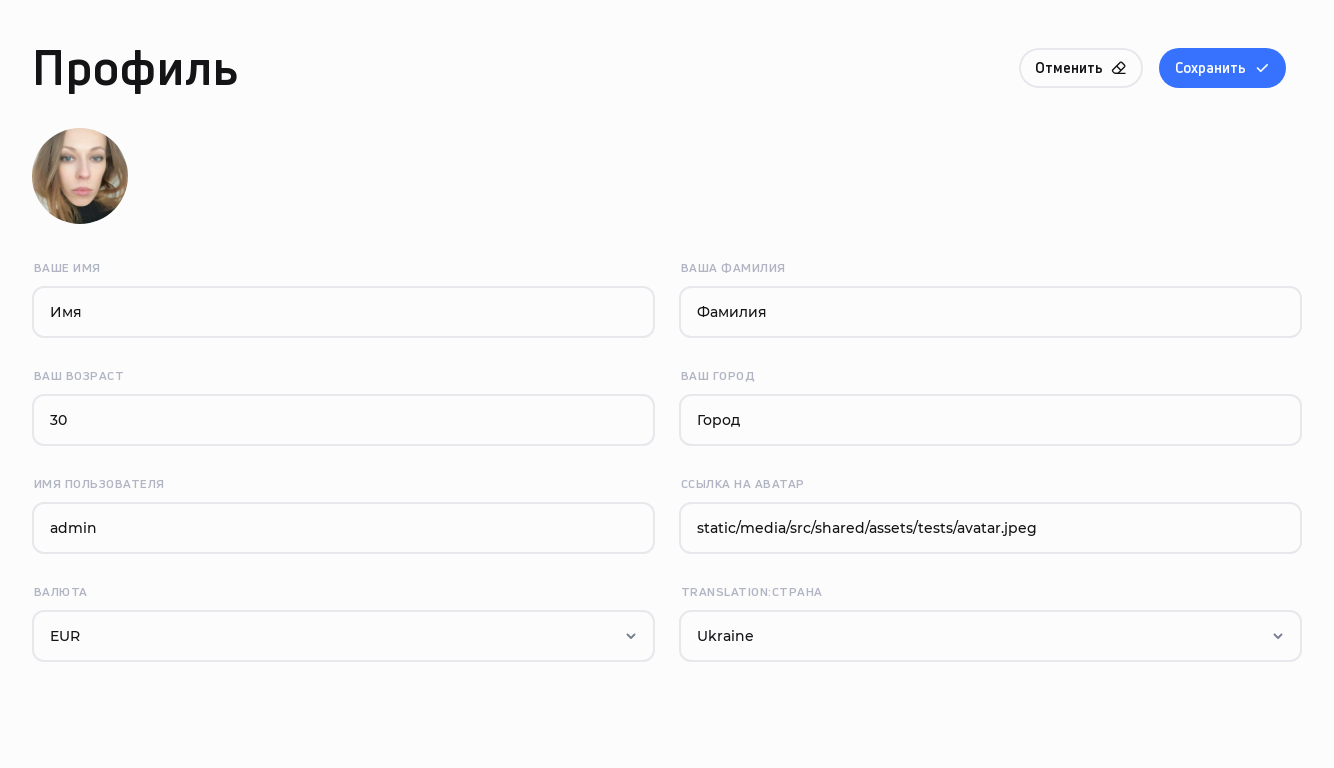 Профиль
Отменить
Сохранить
ВАШЕ ИМЯ
ВАША ФАМИЛИЯ
Имя
Фамилия
ВАШ ВОЗРАСТ
ВАШ ГОРОД
30
Город
ИМЯ ПОЛЬЗОВАТЕЛЯ
ССЫЛКА НА АВАТАР
admin
static/media/src/shared/assets/tests/avatar.jpeg
ВАЛЮТА
TRANSLATION:СТРАНА
EUR
Ukraine